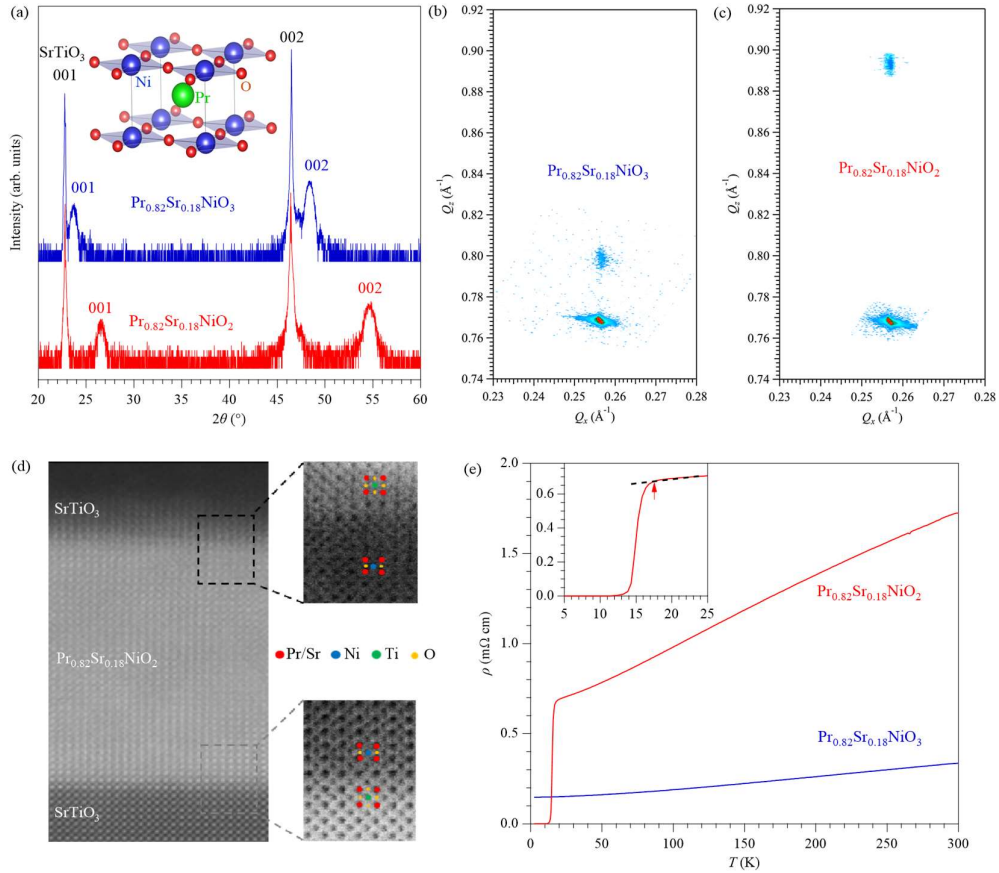 (a)
SrTiO₃
001
002
Ni
O
Pr
001
002
Pr₀.₈₂Sr₀.₁₈NiO₃
001
002
Pr₀.₈₂Sr₀.₁₈NiO₂
Intensity (arb. units)
20 25 30 35 40 45 50 55 60
2θ (°)
(b)
0.92
0.90
0.88
0.86
0.84
0.82
0.80
0.78
0.76
0.74
Q𝓏 (Å⁻¹)
Pr₀.₈₂Sr₀.₁₈NiO₃
0.23 0.24 0.25 0.26 0.27 0.28
Qₓ (Å⁻¹)
(c)
0.92
0.90
0.88
0.86
0.84
0.82
0.80
0.78
0.76
0.74
Q𝓏 (Å⁻¹)
Pr₀.₈₂Sr₀.₁₈NiO₂
0.23 0.24 0.25 0.26 0.27 0.28
Qₓ (Å⁻¹)
(d)
SrTiO₃
Pr₀.₈₂Sr₀.₁₈NiO₂
SrTiO₃
Pr/Sr Ni Ti O
(e)
2.0
1.5
1.0
0.5
0.0
ρ (mΩ cm)
0.6
0.4
0.2
0.0
5 10 15 20 25
Pr₀.₈₂Sr₀.₁₈NiO₂
Pr₀.₈₂Sr₀.₁₈NiO₃
0 50 100 150 200 250 300
T (K)